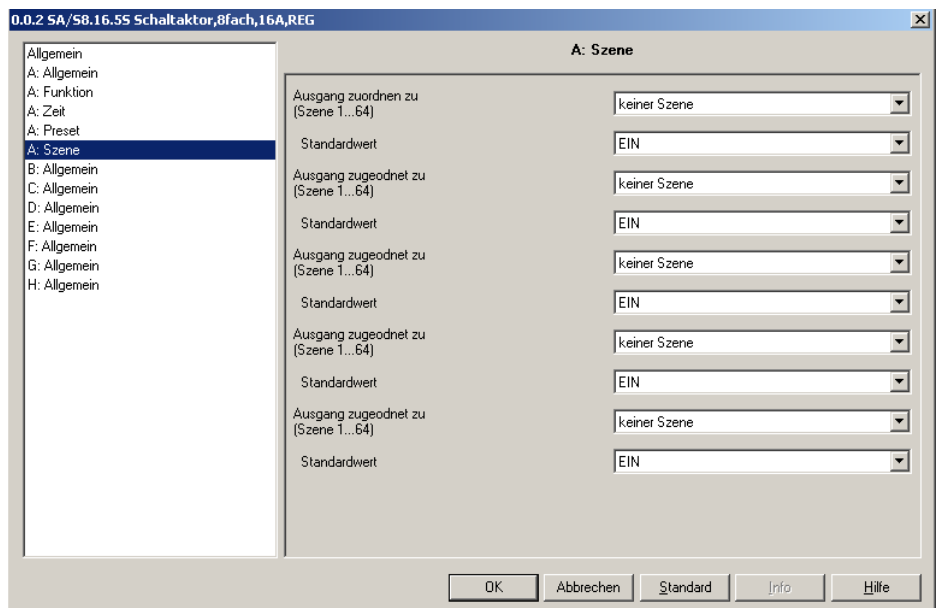 0.0.2 SA/S8.16.5S Schaltaktor,8fach,16A,REG
Allgemein
A: Allgemein
A: Funktion
A: Zeit
A: Preset
A: Szene
B: Allgemein
C: Allgemein
D: Allgemein
E: Allgemein
F: Allgemein
G: Allgemein
H: Allgemein
A: Szene
Ausgang zuordnen zu
(Szene 1...64)
keiner Szene
Standardwert
EIN
Ausgang zugeodnet zu
(Szene 1...64)
keiner Szene
Standardwert
EIN
Ausgang zugeodnet zu
(Szene 1...64)
keiner Szene
Standardwert
EIN
Ausgang zugeodnet zu
(Szene 1...64)
keiner Szene
Standardwert
EIN
Ausgang zugeodnet zu
(Szene 1...64)
keiner Szene
Standardwert
EIN
OK
Abbrechen
Standard
Info
Hilfe